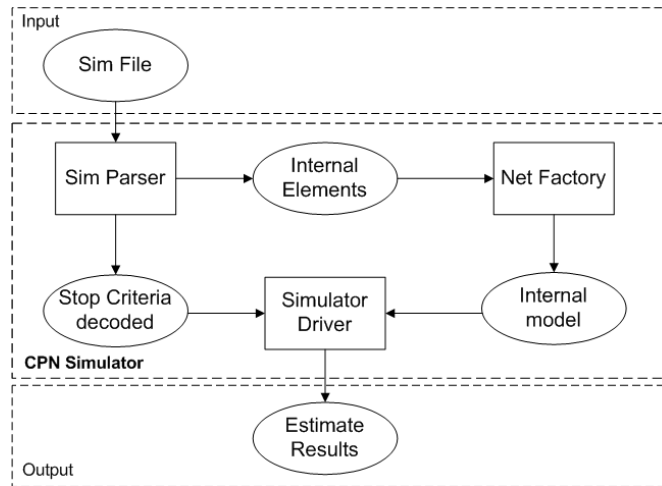 Input
Sim File
Sim Parser
Internal
Elements
Net Factory
Stop Criteria
decoded
Simulator
Driver
Internal
model
CPN Simulator
Estimate
Results
Output